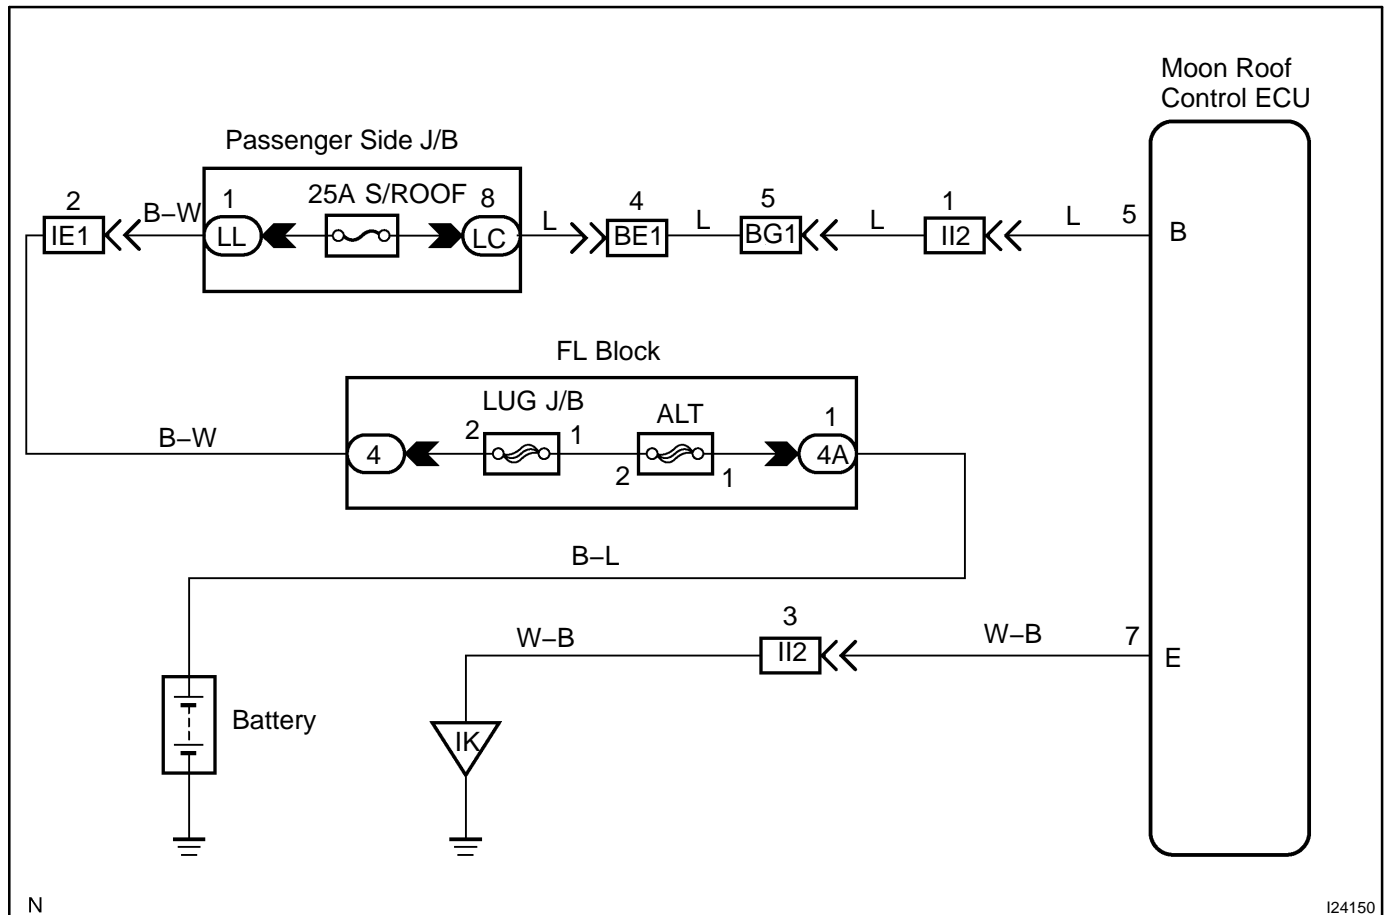 Moon Roof
Control ECU
Passenger Side J/B
2
B–W
1
25A S/ROOF
8
L
4
L
5
L
1
L
5
IE1
LL
LC
BE1
BG1
II2
B
FL Block
LUG J/B
ALT
1
B–W
2
1
4
4A
2
1
B–L
3
W–B
W–B
7
II2
E
Battery
IK
N
I24150